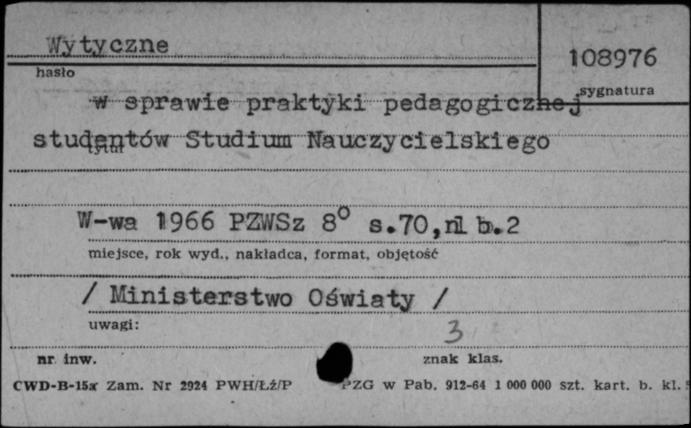 Wytyczne
108976
hasło
sygnatura
w sprawie praktyki pedagogicznej
studentów Studium Nauczycielskiego
tytuł
W-wa 1966 PZWSz 8° s.70,nl b.2
miejsce, rok wyd., nakładca, format, objętość
/ Ministerstwo Oświaty /
uwagi:
3
nr. inw.
znak klas.
CWD-B-15a Zam. Nr 2924 PWH/Łź/P
PZG w Pab. 912-64 1 000 000 szt. kart. b. kl.